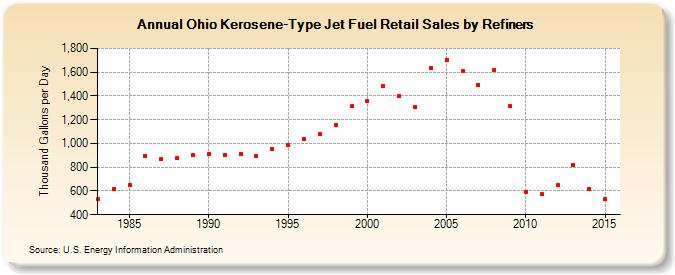 Annual Ohio Kerosene-Type Jet Fuel Retail Sales by Refiners
Thousand Gallons per Day
1,800
1,600
1,400
1,200
1,000
800
600
400
1985 1990 1995 2000 2005 2010 2015
Source: U.S. Energy Information Administration